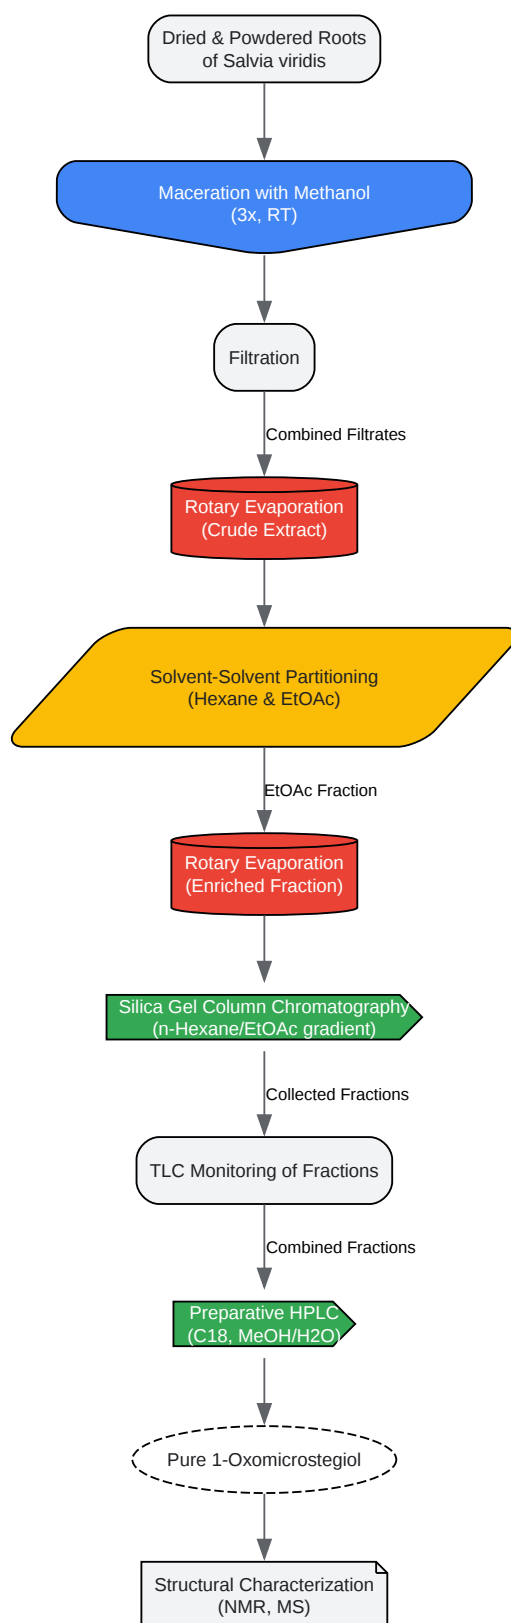 Dried & Powdered Roots
of Salvia viridis
Maceration with Methanol
(3x, RT)
Filtration
Combined Filtrates
Rotary Evaporation
(Crude Extract)
Solvent-Solvent Partitioning
(Hexane & EtOAc)
EtOAc Fraction
Rotary Evaporation
(Enriched Fraction)
Silica Gel Column Chromatography
(n-Hexane/EtOAc gradient)
Collected Fractions
TLC Monitoring of Fractions
Combined Fractions
Preparative HPLC
(C18, MeOH/H2O)
Pure 1-Oxomicrostegiol
Structural Characterization
(NMR, MS)